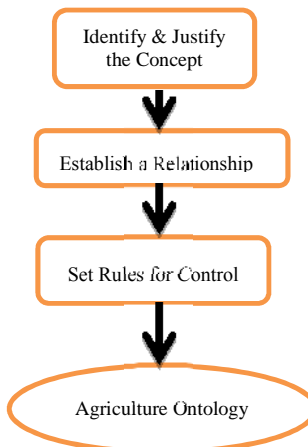 Identify & Justify
the Concept
Establish a Relationship
Set Rules for Control
Agriculture Ontology